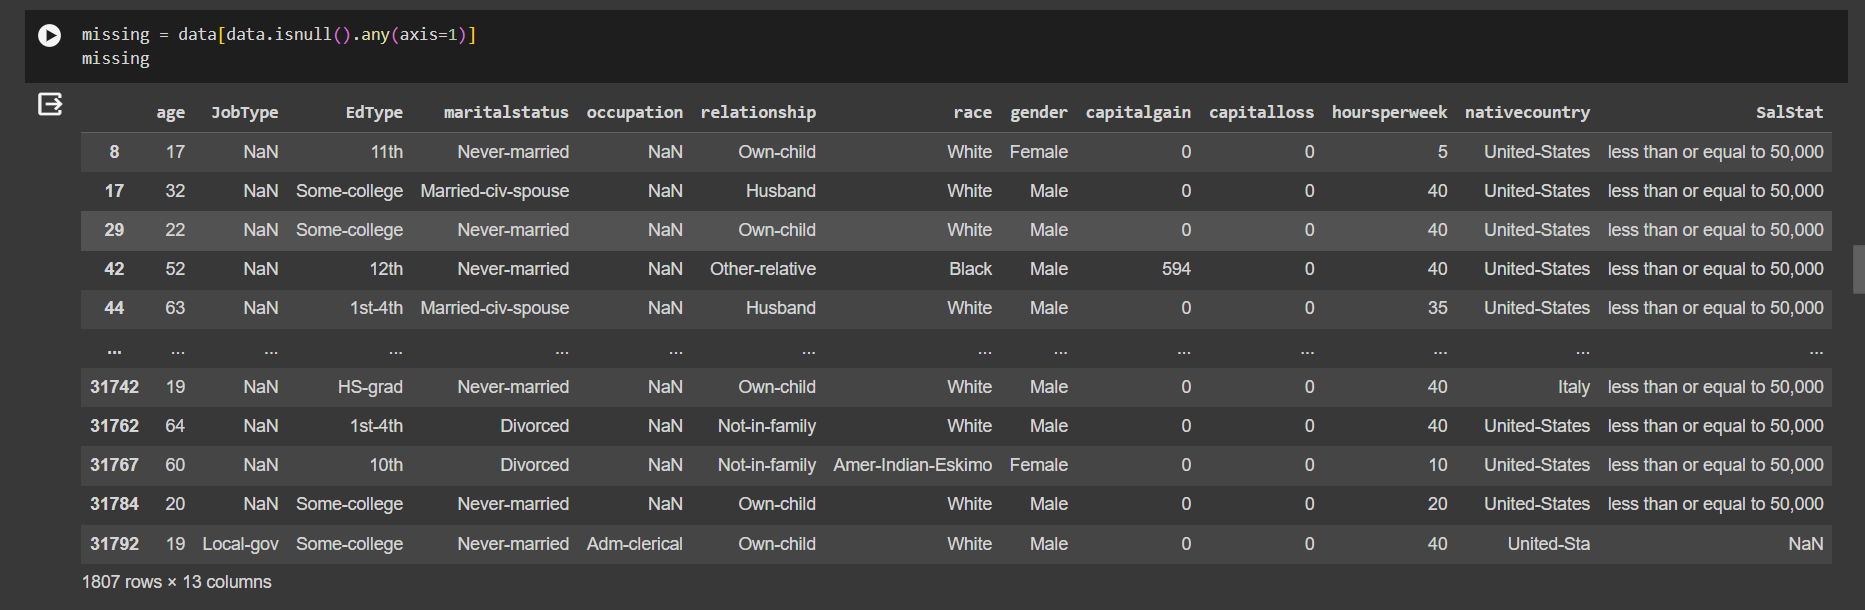 missing = data[data.isnull().any(axis=1)]
missing
age JobType EdType maritalstatus occupation relationship race gender capitalgain capitalloss hoursperweek nativecountry SalStat
8 17 NaN 11th Never-married NaN Own-child White Female 0 0 5 United-States less than or equal to 50,000
17 32 NaN Some-college Married-civ-spouse NaN Husband White Male 0 0 40 United-States less than or equal to 50,000
29 22 NaN Some-college Never-married NaN Own-child White Male 0 0 40 United-States less than or equal to 50,000
42 52 NaN 12th Never-married NaN Other-relative Black Male 594 0 40 United-States less than or equal to 50,000
44 63 NaN 1st-4th Married-civ-spouse NaN Husband White Male 0 0 35 United-States less than or equal to 50,000
... ... ... ... ... ... ... ... ... ... ... ... ... ...
31742 19 NaN HS-grad Never-married NaN Own-child White Male 0 0 40 Italy less than or equal to 50,000
31762 64 NaN 1st-4th Divorced NaN Not-in-family White Male 0 0 40 United-States less than or equal to 50,000
31767 60 NaN 10th Divorced NaN Not-in-family Amer-Indian-Eskimo Female 0 0 10 United-States less than or equal to 50,000
31784 20 NaN Some-college Never-married NaN Own-child White Male 0 0 20 United-States less than or equal to 50,000
31792 19 Local-gov Some-college Never-married Adm-clerical Own-child White Male 0 0 40 United-Sta NaN
1807 rows × 13 columns